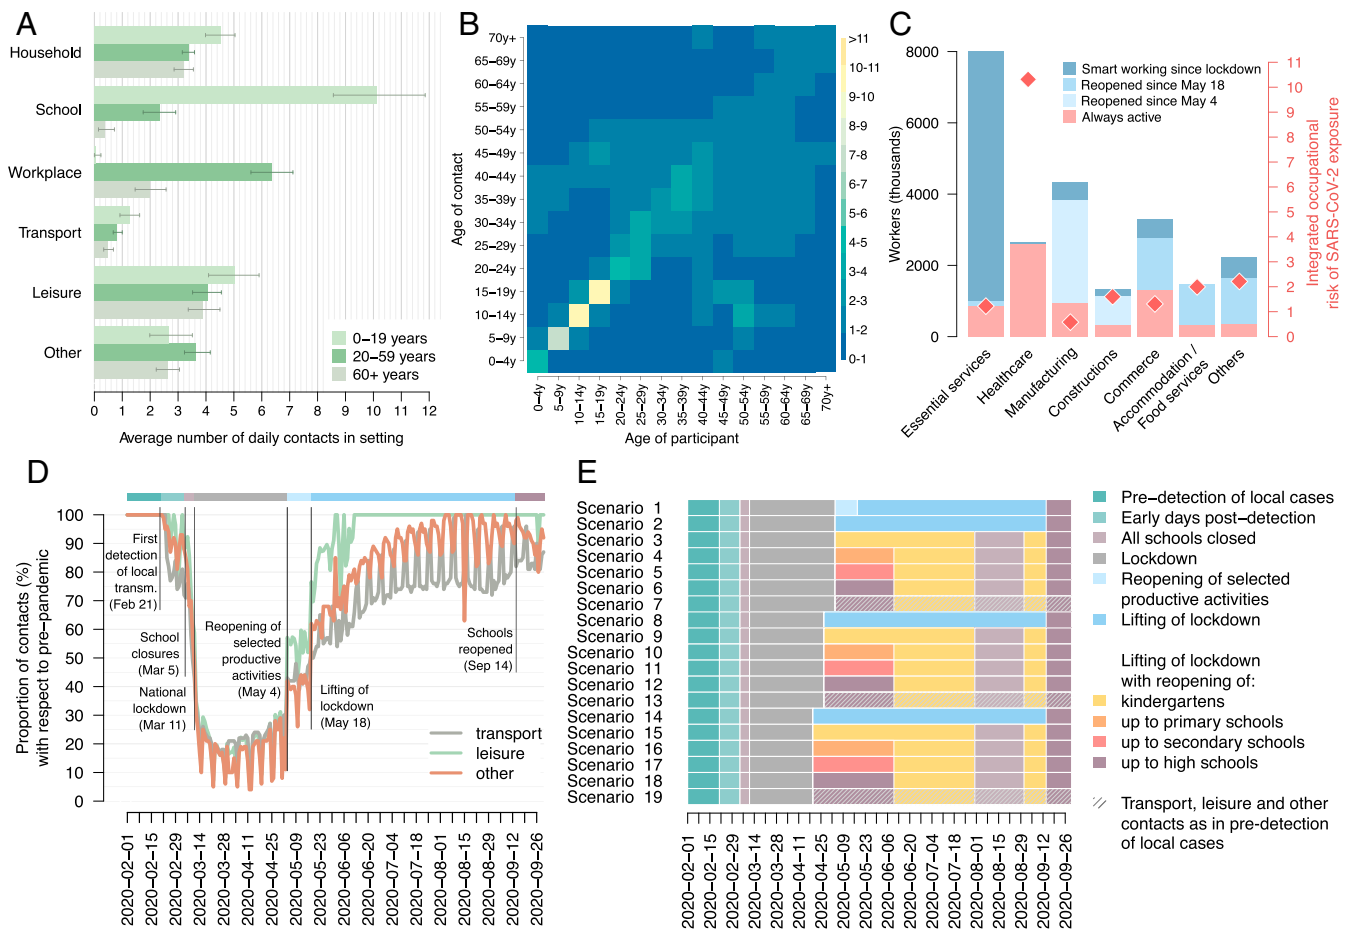 A
Household
School
Workplace
Transport
Leisure
Other
0−19 years
20−59 years
60+ years
0 1 2 3 4 5 6 7 8 9 10 11 12
Average number of daily contacts in setting
B
Age of contact
70y+
65−69y
60−64y
55−59y
50−54y
45−49y
40−44y
35−39y
30−34y
25−29y
20−24y
15−19y
10−14y
5−9y
0−4y
0−4y
5−9y
10−14y
15−19y
20−24y
25−29y
30−34y
35−39y
40−44y
45−49y
50−54y
55−59y
60−64y
65−69y
70y+
Age of participant
>11
10-11
9-10
8-9
7-8
6-7
5-6
4-5
3-4
2-3
1-2
0-1
C
Workers (thousands)
8000
6000
4000
2000
0
Smart working since lockdown
Reopened since May 18
Reopened since May 4
Always active
11
10
9
8
7
6
5
4
3
2
1
0
Integrated occupational
risk of SARS-CoV-2 exposure
Essential services
Healthcare
Manufacturing
Constructions
Commerce
Accommodation /
Food services
Others
D
Proportion of contacts (%)
with respect to pre−pandemic
100
90
80
70
60
50
40
30
20
10
0
First
detection
of local
transm.
(Feb 21)
School
closures
(Mar 5)
National
lockdown
(Mar 11)
Reopening of
selected
productive
activities
(May 4)
Lifting of
lockdown
(May 18)
Schools
reopened
(Sep 14)
transport
leisure
other
2020−02−01
2020−02−15
2020−02−29
2020−03−14
2020−03−28
2020−04−11
2020−04−25
2020−05−09
2020−05−23
2020−06−06
2020−06−20
2020−07−04
2020−07−18
2020−08−01
2020−08−15
2020−08−29
2020−09−12
2020−09−26
E
Scenario 1
Scenario 2
Scenario 3
Scenario 4
Scenario 5
Scenario 6
Scenario 7
Scenario 8
Scenario 9
Scenario 10
Scenario 11
Scenario 12
Scenario 13
Scenario 14
Scenario 15
Scenario 16
Scenario 17
Scenario 18
Scenario 19
2020−02−01
2020−02−15
2020−02−29
2020−03−14
2020−03−28
2020−04−11
2020−04−25
2020−05−09
2020−05−23
2020−06−06
2020−06−20
2020−07−04
2020−07−18
2020−08−01
2020−08−15
2020−08−29
2020−09−12
2020−09−26
Pre−detection of local cases
Early days post−detection
All schools closed
Lockdown
Reopening of selected
productive activities
Lifting of lockdown
Lifting of lockdown
with reopening of:
kindergartens
up to primary schools
up to secondary schools
up to high schools
Transport, leisure and other
contacts as in pre-detection
of local cases